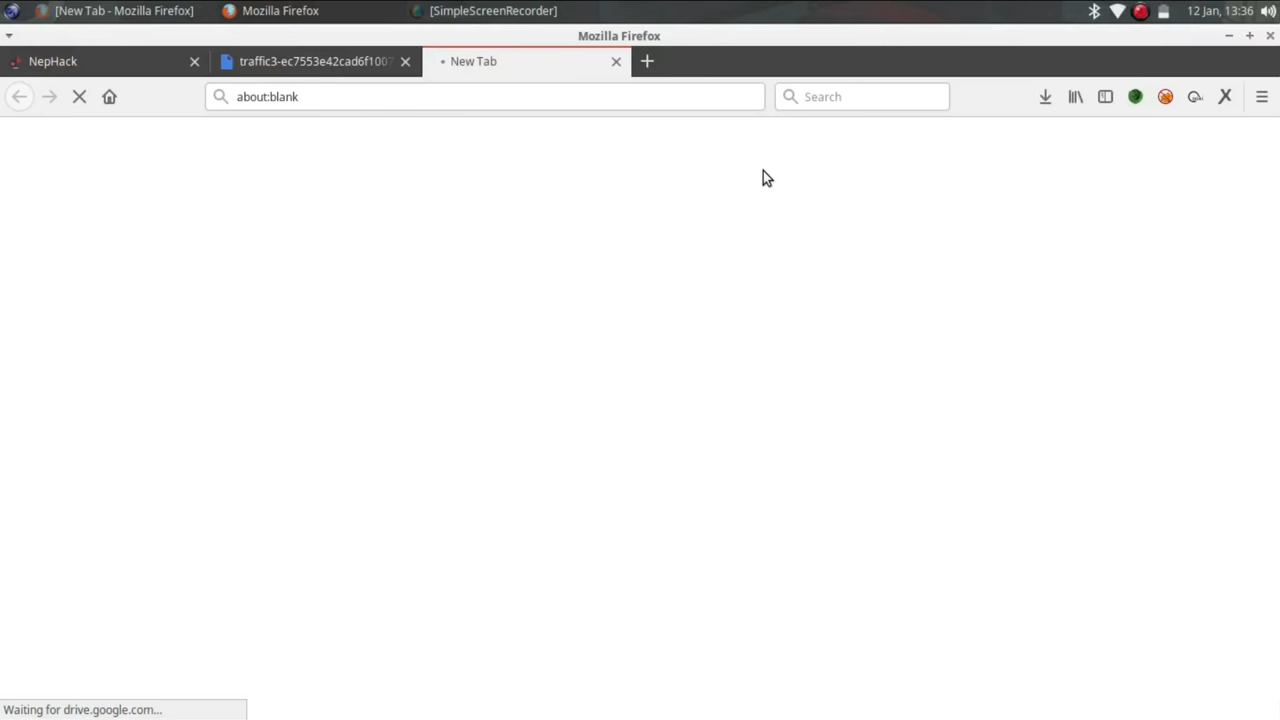 [New Tab - Mozilla Firefox]
Mozilla Firefox
[SimpleScreenRecorder]
12 Jan, 13:36
Mozilla Firefox
NepHack
traffic3-ec7553e42cad6f1007
New Tab
about:blank
Search
Waiting for drive.google.com...